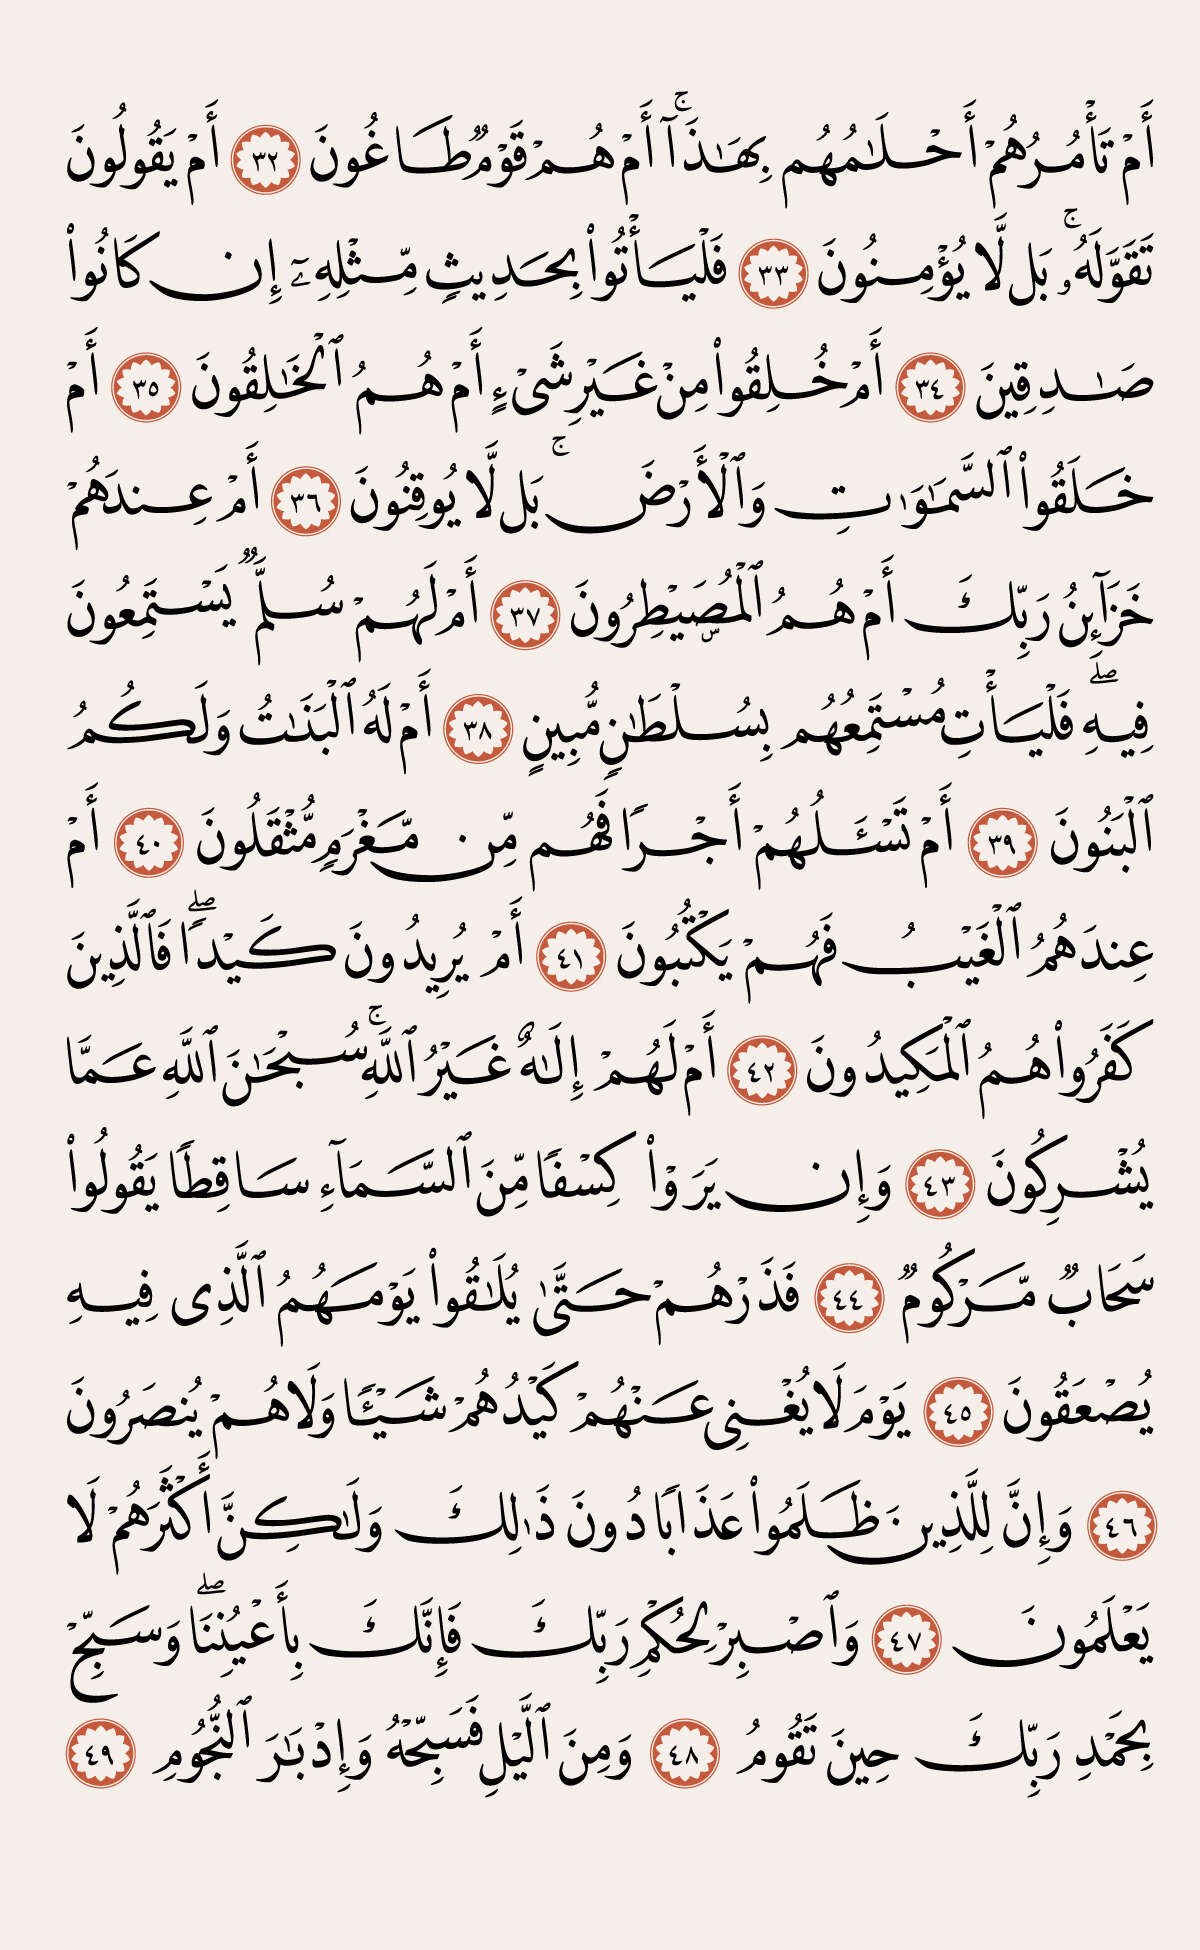 أَمْ تَأْمُرُهُمْ أَحْلَـٰمُهُم بِهَـٰذَآ ۚ أَمْ هُمْ قَوْمٌ طَاغُونَ ٣٢ أَمْ يَقُولُونَ
تَقَوَّلَهُۥ ۚ بَل لَّا يُؤْمِنُونَ ٣٣ فَلْيَأْتُوا۟ بِحَدِيثٍ مِّثْلِهِۦٓ إِن كَانُوا۟
صَـٰدِقِينَ ٣٤ أَمْ خُلِقُوا۟ مِنْ غَيْرِ شَىْءٍ أَمْ هُمُ ٱلْخَـٰلِقُونَ ٣٥ أَمْ
خَلَقُوا۟ ٱلسَّمَـٰوَٰتِ وَٱلْأَرْضَ ۚ بَل لَّا يُوقِنُونَ ٣٦ أَمْ عِندَهُمْ
خَزَآئِنُ رَبِّكَ أَمْ هُمُ ٱلْمُصَۣيْطِرُونَ ٣٧ أَمْ لَهُمْ سُلَّمٌ يَسْتَمِعُونَ
فِيهِ ۖ فَلْيَأْتِ مُسْتَمِعُهُم بِسُلْطَـٰنٍ مُّبِينٍ ٣٨ أَمْ لَهُ ٱلْبَنَـٰتُ وَلَكُمُ
ٱلْبَنُونَ ٣٩ أَمْ تَسْـَٔلُهُمْ أَجْرًا فَهُم مِّن مَّغْرَمٍ مُّثْقَلُونَ ٤٠ أَمْ
عِندَهُمُ ٱلْغَيْبُ فَهُمْ يَكْتُبُونَ ٤١ أَمْ يُرِيدُونَ كَيْدًا ۖ فَٱلَّذِينَ
كَفَرُوا۟ هُمُ ٱلْمَكِيدُونَ ٤٢ أَمْ لَهُمْ إِلَـٰهٌ غَيْرُ ٱللَّهِ ۚ سُبْحَـٰنَ ٱللَّهِ عَمَّا
يُشْرِكُونَ ٤٣ وَإِن يَرَوْا۟ كِسْفًا مِّنَ ٱلسَّمَآءِ سَاقِطًا يَقُولُوا۟
سَحَابٌ مَّرْكُومٌ ٤٤ فَذَرْهُمْ حَتَّىٰ يُلَـٰقُوا۟ يَوْمَهُمُ ٱلَّذِى فِيهِ
يُصْعَقُونَ ٤٥ يَوْمَ لَا يُغْنِى عَنْهُمْ كَيْدُهُمْ شَيْـًٔا وَلَا هُمْ يُنصَرُونَ
٤٦ وَإِنَّ لِلَّذِينَ ظَلَمُوا۟ عَذَابًا دُونَ ذَٰلِكَ وَلَـٰكِنَّ أَكْثَرَهُمْ لَا
يَعْلَمُونَ ٤٧ وَٱصْبِرْ لِحُكْمِ رَبِّكَ فَإِنَّكَ بِأَعْيُنِنَا ۖ وَسَبِّحْ
بِحَمْدِ رَبِّكَ حِينَ تَقُومُ ٤٨ وَمِنَ ٱلَّيْلِ فَسَبِّحْهُ وَإِدْبَـٰرَ ٱلنُّجُومِ ٤٩